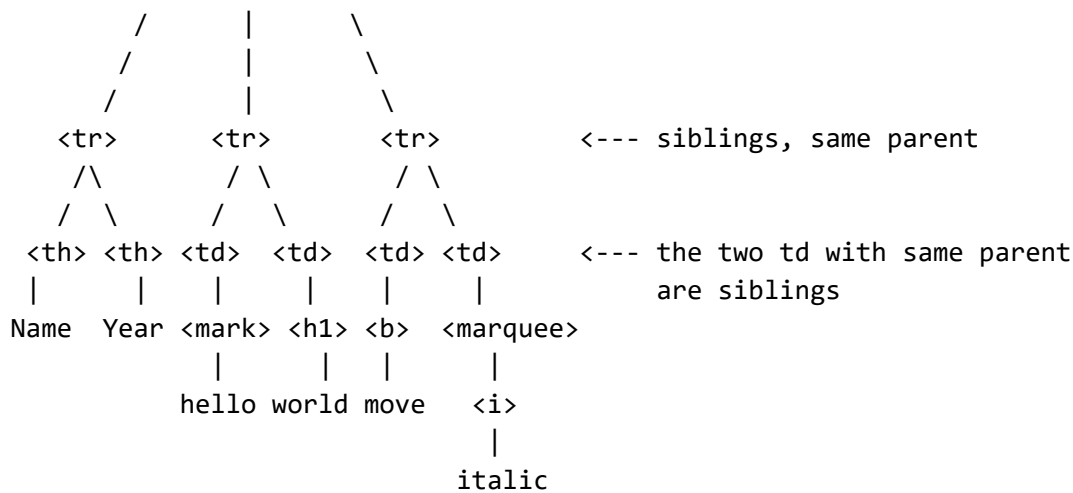 / | \
/ | \
/ | \
<tr> <tr> <tr> <--- siblings, same parent
/\ / \ / \
/ \ / \ / \
<th> <th> <td> <td> <td> <td> <--- the two td with same parent
| | | | | | are siblings
Name Year <mark> <h1> <b> <marquee>
| | | |
hello world move <i>
|
italic